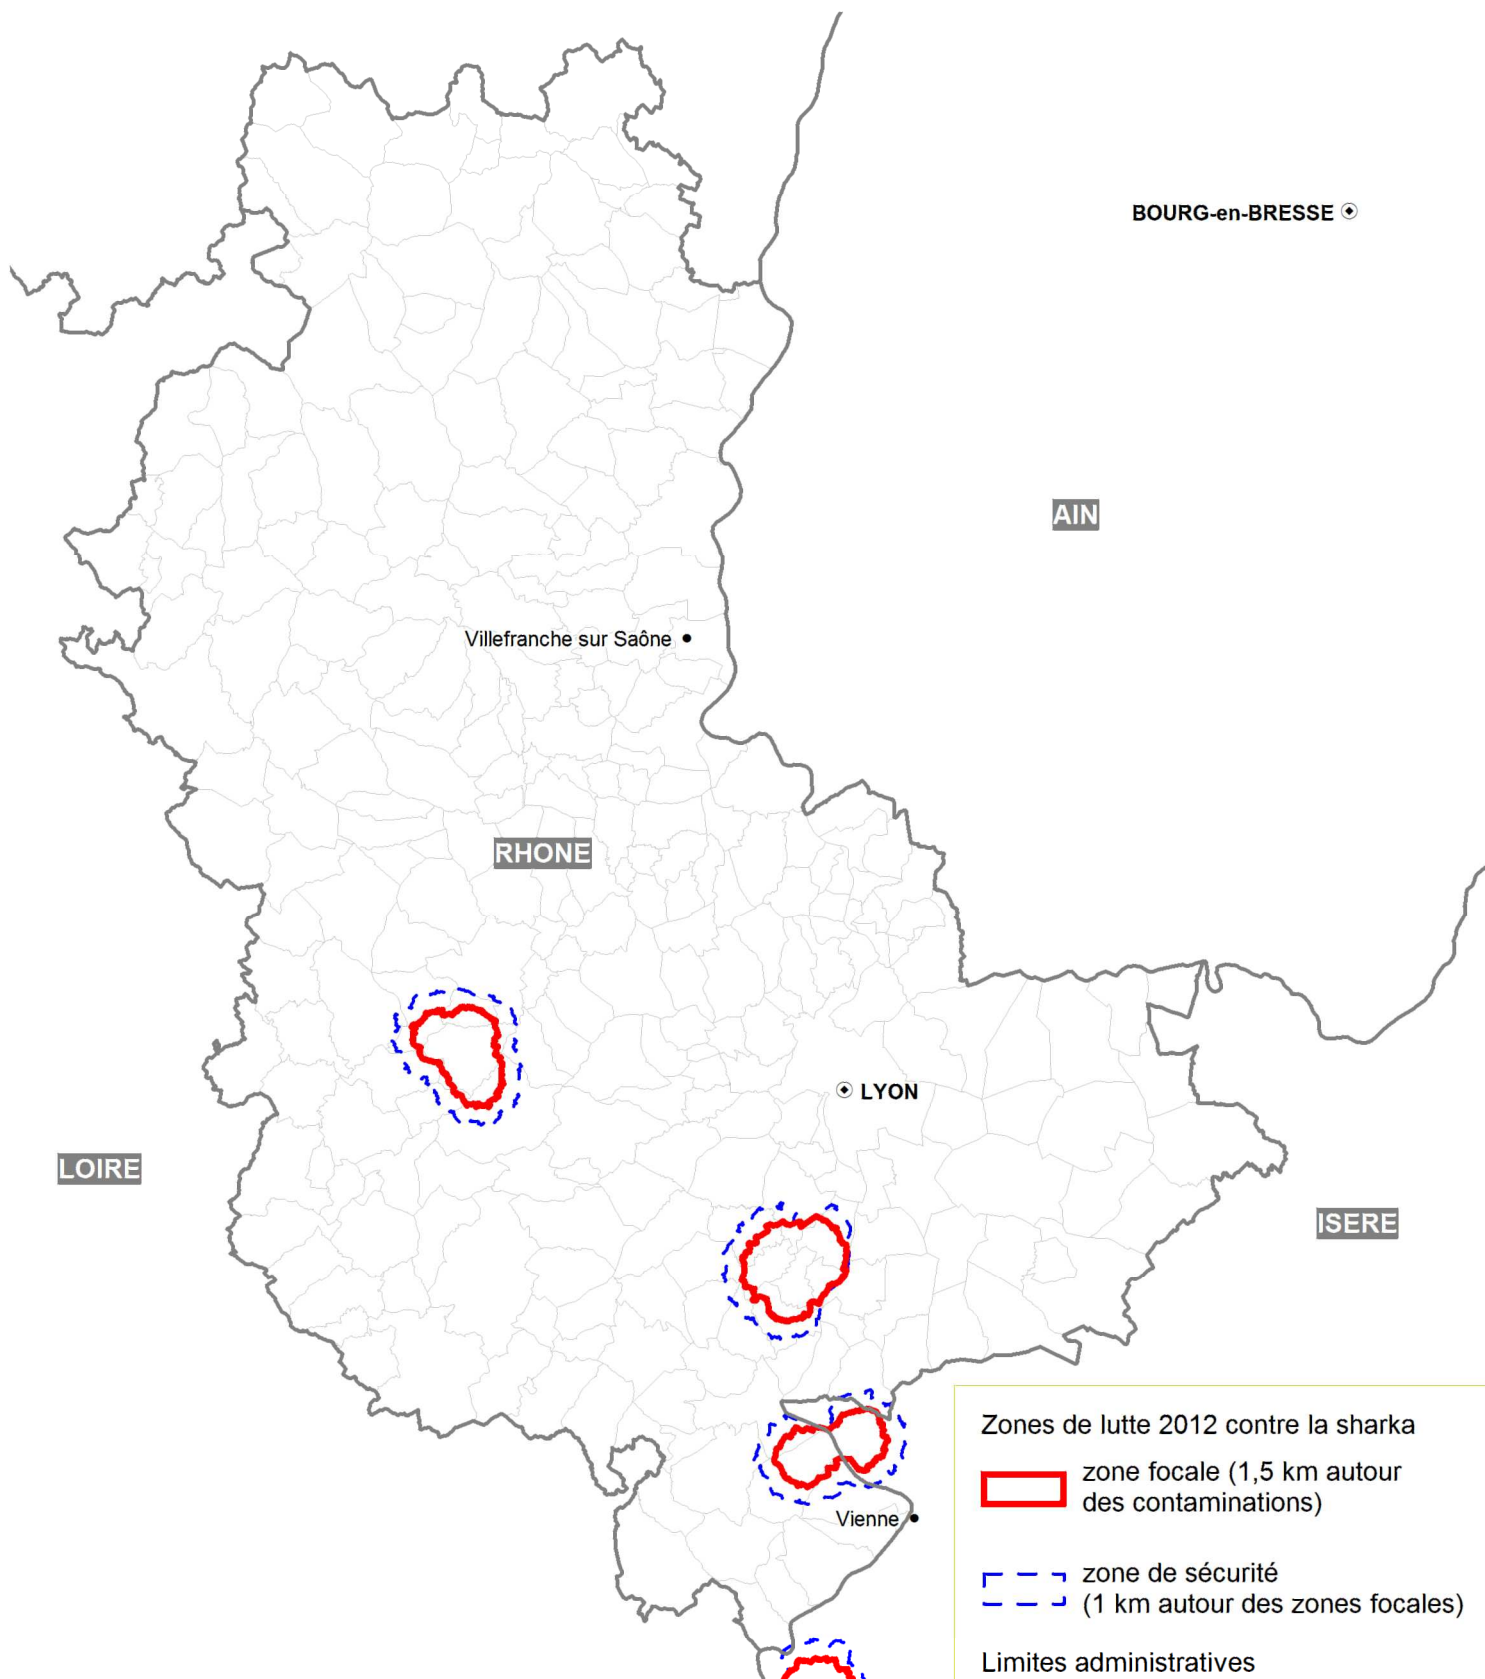 BOURG-en-BRESSE
AIN
Villefranche sur Saône
RHONE
LYON
LOIRE
ISERE
Zones de lutte 2012 contre la sharka
zone focale (1,5 km autour
des contaminations)
Vienne
zone de sécurité
(1 km autour des zones focales)
Limites administratives